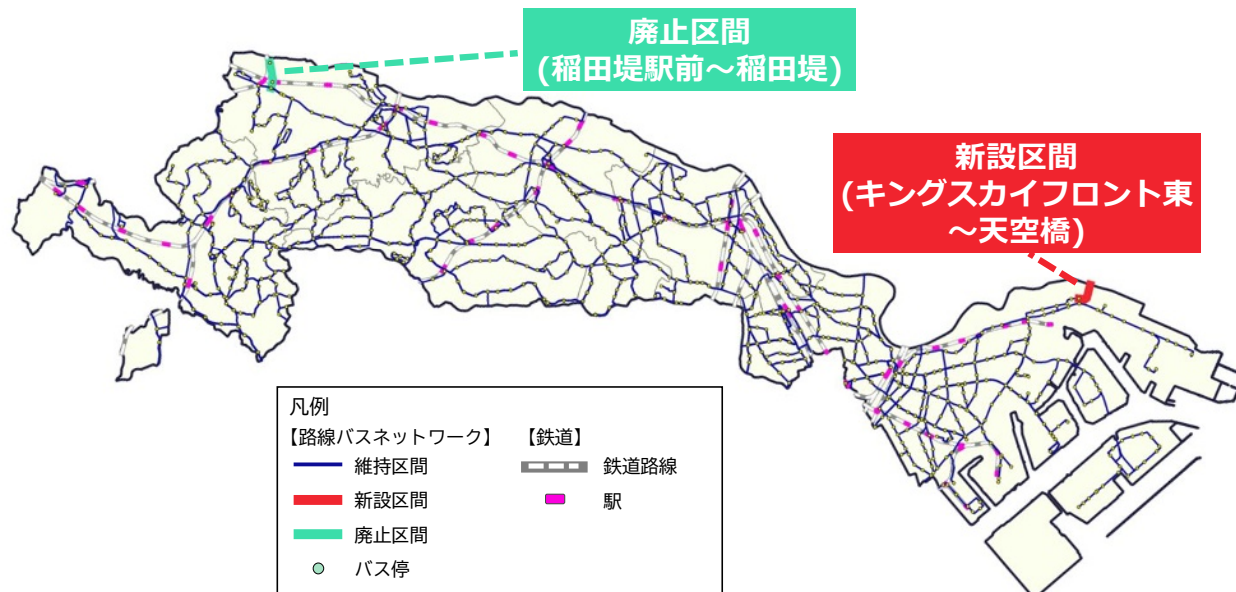 廃止区間
(稲田堤駅前～稲田堤)
新設区間
(キングスカイフロント東
～天空橋)
凡例
【路線バスネットワーク】
維持区間
新設区間
廃止区間
バス停
【鉄道】
鉄道路線
駅